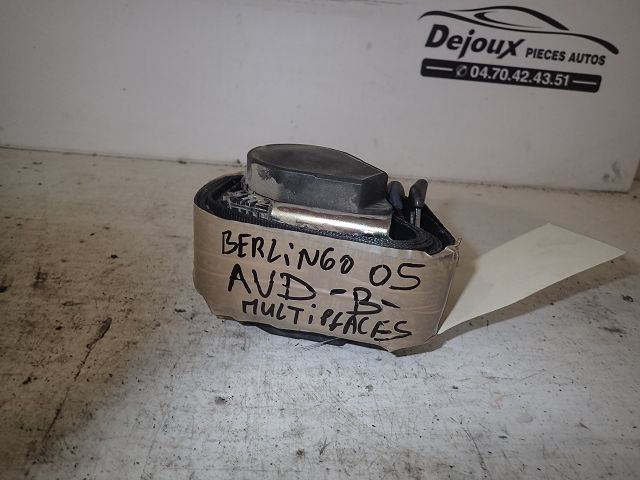 Dejoux PIECES AUTOS
04.70.42.43.51
BERLINGO 05
AVD -B-
MULTIPLACES